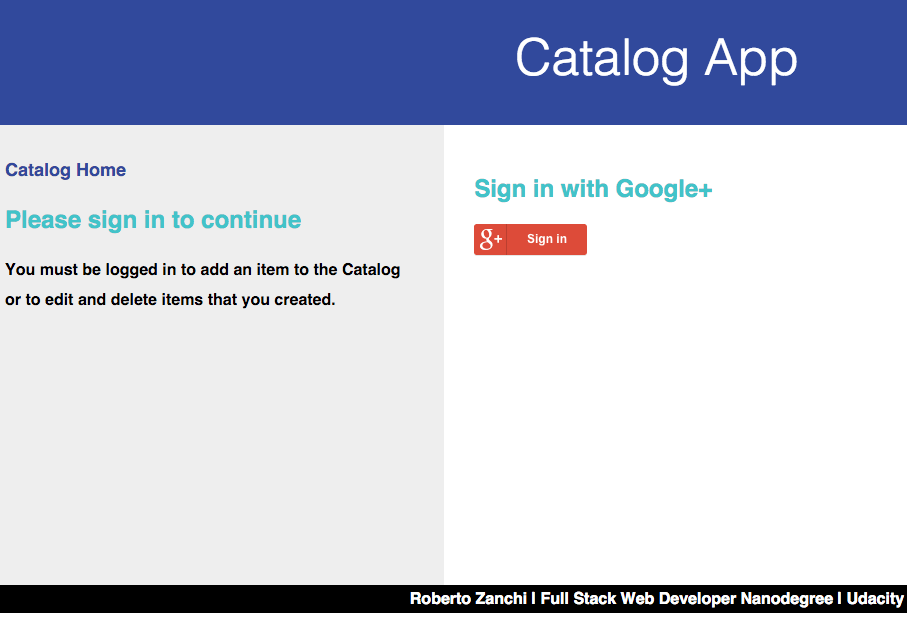 Catalog App
Catalog Home
Please sign in to continue
You must be logged in to add an item to the Catalog
or to edit and delete items that you created.
Sign in with Google+
g+ Sign in
Roberto Zanchi | Full Stack Web Developer Nanodegree | Udacity